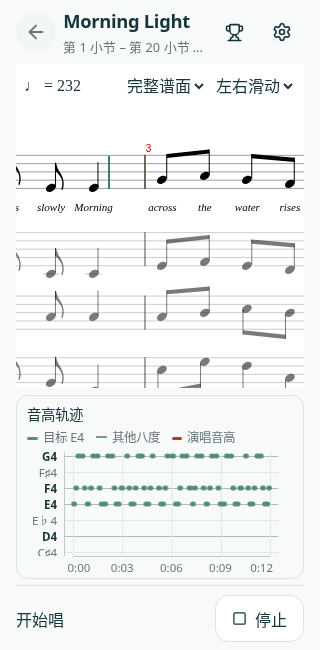 Morning Light
第 1 小节 – 第 20 小节 ...
♩ = 232
完整谱面
左右滑动
3
s slowly Morning across the water rises
音高轨迹
目标 E4
其他八度
演唱音高
G4
F♯4
F4
E4
E♭4
D4
C♯4
0:00 0:03 0:06 0:09 0:12
开始唱
停止